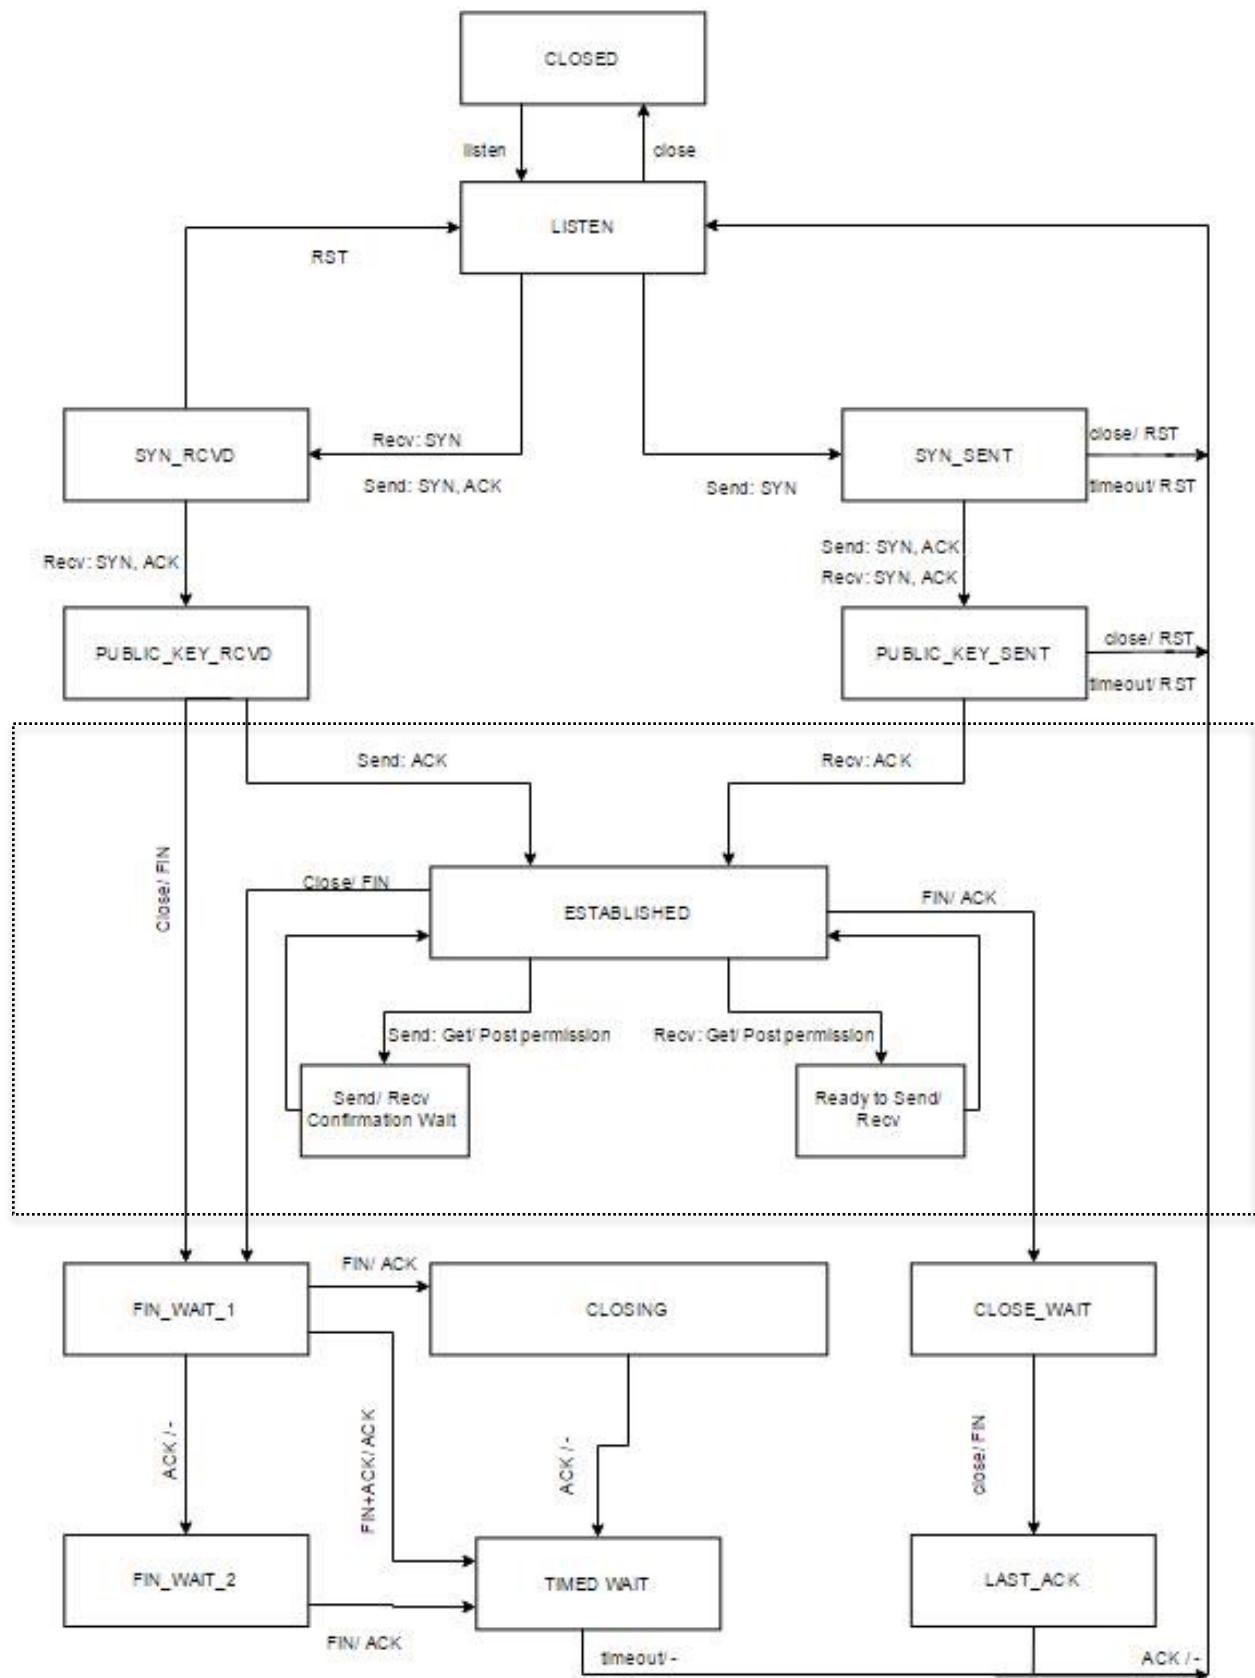 CLOSED
listen
close
LISTEN
RST
SYN_RCVD
Recv: SYN
Send: SYN, ACK
Send: SYN
SYN_SENT
close/ RST
timeout/ RST
Recv: SYN, ACK
Send: SYN, ACK
Recv: SYN, ACK
PUBLIC_KEY_RCVD
PUBLIC_KEY_SENT
close/ RST
timeout/ RST
Send: ACK
Recv: ACK
Close/ FIN
Close/ FIN
ESTABLISHED
FIN/ ACK
Send: Get/ Post permission
Recv: Get/ Post permission
Send/ Recv
Confirmation Wait
Ready to Send/
Recv
FIN_WAIT_1
FIN/ ACK
CLOSING
CLOSE_WAIT
ACK / -
FIN+ACK/ ACK
ACK / -
close/ FIN
FIN_WAIT_2
TIMED WAIT
LAST_ACK
FIN/ ACK
timeout/ -
ACK / -